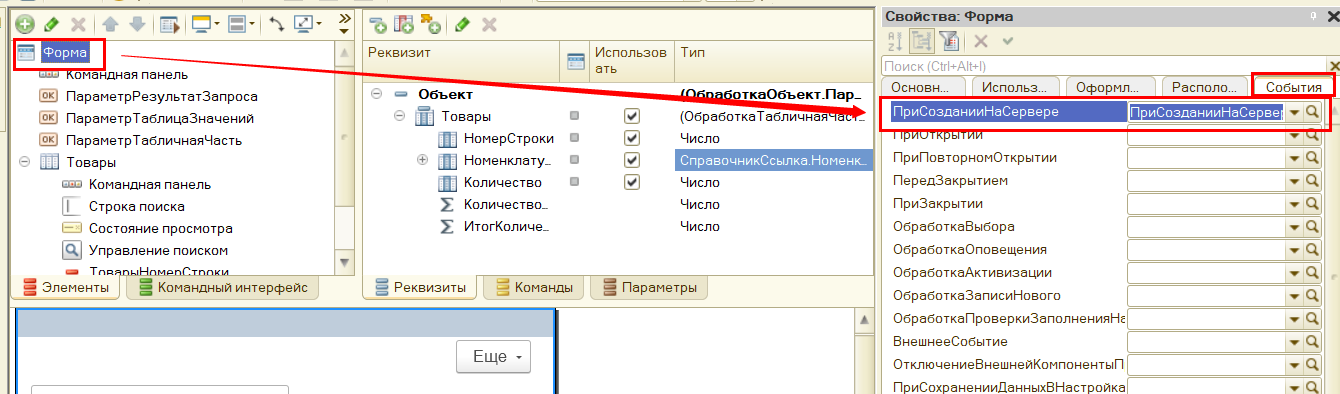 Свойства: Форма
Форма
Командная панель
ПараметрРезультатЗапроса
ПараметрТаблицаЗначений
ПараметрТабличнаяЧасть
Товары
Командная панель
Строка поиска
Состояние просмотра
Управление поиском
ТоварыНомерСтроки
Элементы
Командный интерфейс
Реквизит
Использов
ать
Тип
Объект
(ОбработкаОбъект.Пар...
Товары
(ОбработкаТабличнаяЧаст...
НомерСтроки
Число
Номенклату...
СправочникСсылка.Номенк...
Количество
Число
Количество...
Число
ИтогКоличе...
Число
Реквизиты
Команды
Параметры
Еще
Поиск (Ctrl+Alt+I)
Основн...
Использ...
Оформл...
Располо...
События
ПриСозданииНаСервере
ПриСозданииНаСервер
ПриОткрытии
ПриПовторномОткрытии
ПередЗакрытием
ПриЗакрытии
ОбработкаВыбора
ОбработкаОповещения
ОбработкаАктивизации
ОбработкаЗаписиНового
ОбработкаПроверкиЗаполненияНа
ВнешнееСобытие
ОтключениеВнешнейКомпонентыП
ПриСохраненииДанныхВНастройка